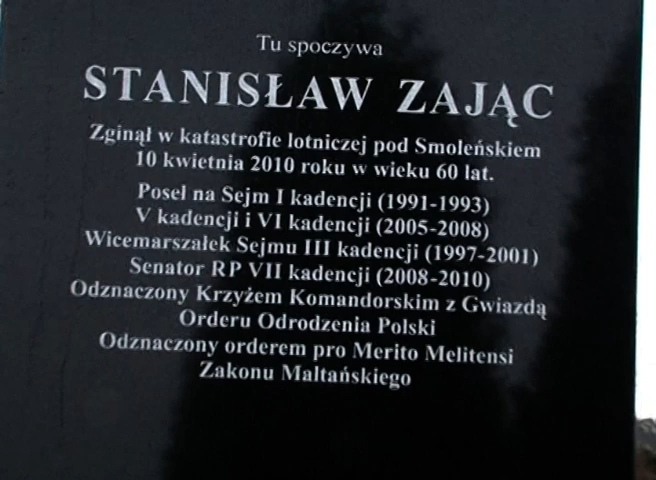 Tu spoczywa
STANISŁAW ZAJĄC
Zginął w katastrofie lotniczej pod Smoleńskiem
10 kwietnia 2010 roku w wieku 60 lat.
Poseł na Sejm I kadencji (1991-1993)
V kadencji i VI kadencji (2005-2008)
Wicemarszałek Sejmu III kadencji (1997-2001)
Senator RP VII kadencji (2008-2010)
Odznaczony Krzyżem Komandorskim z Gwiazdą
Orderu Odrodzenia Polski
Odznaczony orderem pro Merito Melitensi
Zakonu Maltańskiego